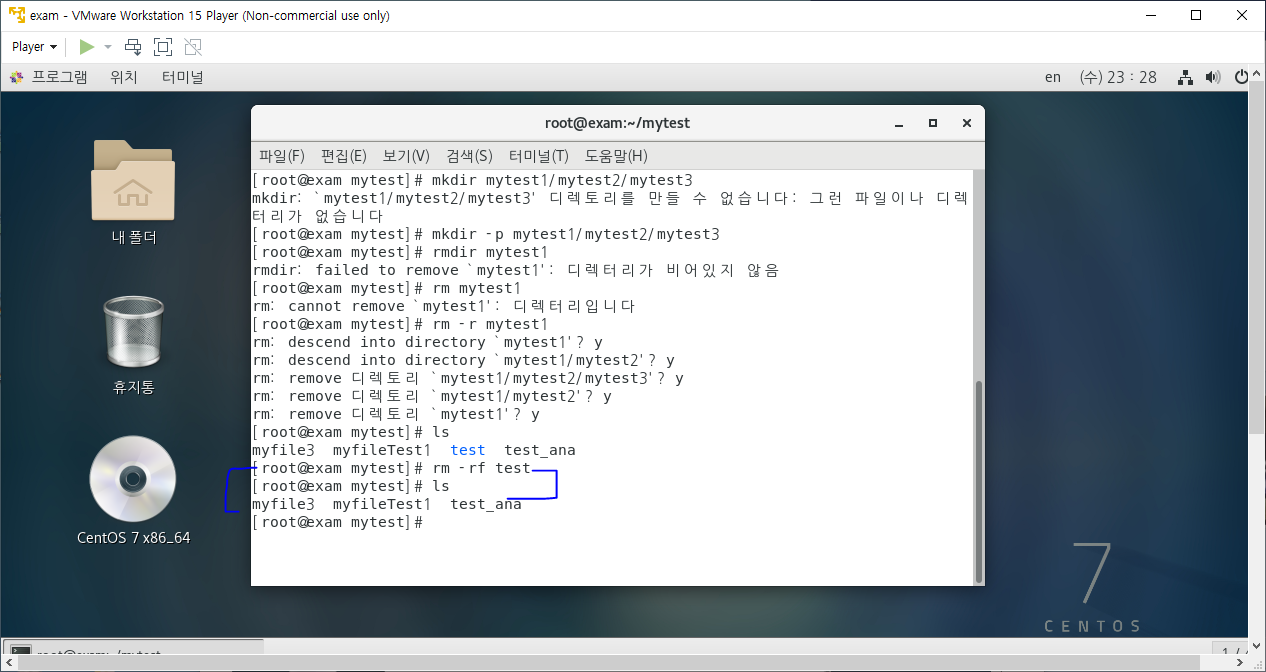 exam - VMware Workstation 15 Player (Non-commercial use only)
Player
프로그램 위치 터미널 en (수) 23 : 28
root@exam:~/mytest
파일(F) 편집(E) 보기(V) 검색(S) 터미널(T) 도움말(H)
[root@exam mytest]# mkdir mytest1/mytest2/mytest3
mkdir: `mytest1/mytest2/mytest3' 디렉토리를 만들 수 없습니다: 그런 파일이나 디렉
터리가 없습니다
[root@exam mytest]# mkdir -p mytest1/mytest2/mytest3
[root@exam mytest]# rmdir mytest1
rmdir: failed to remove `mytest1': 디렉터리가 비어있지 않음
[root@exam mytest]# rm mytest1
rm: cannot remove `mytest1': 디렉터리입니다
[root@exam mytest]# rm -r mytest1
rm: descend into directory `mytest1'? y
rm: descend into directory `mytest1/mytest2'? y
rm: remove 디렉토리 `mytest1/mytest2/mytest3'? y
rm: remove 디렉토리 `mytest1/mytest2'? y
rm: remove 디렉토리 `mytest1'? y
[root@exam mytest]# ls
myfile3 myfileTest1 test test_ana
[root@exam mytest]# rm -rf test
[root@exam mytest]# ls
myfile3 myfileTest1 test_ana
[root@exam mytest]#
내 폴더
휴지통
CentOS 7 x86_64
7
CENTOS
root@exam:~/mytest